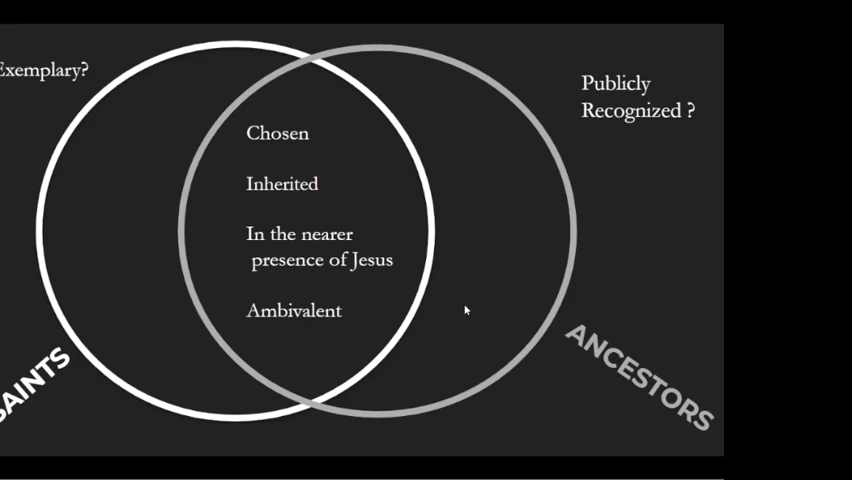 Exemplary?
Publicly
Recognized ?
Chosen
Inherited
In the nearer
presence of Jesus
Ambivalent
SAINTS
ANCESTORS